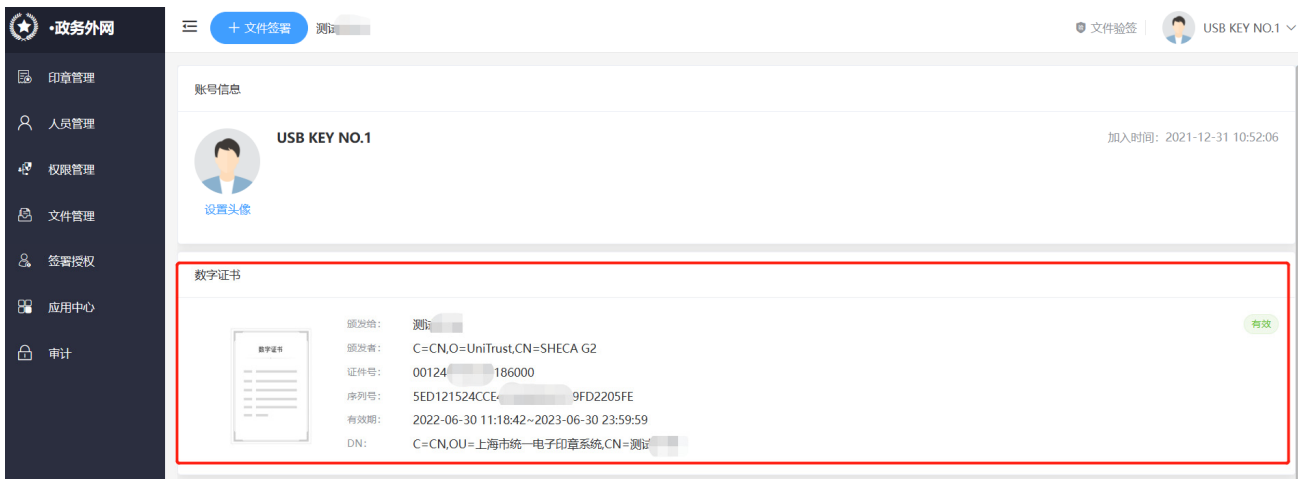 ·政务外网
+ 文件签署
测试
文件验签
USB KEY NO.1
印章管理
人员管理
权限管理
文件管理
签署授权
应用中心
审计
账号信息
USB KEY NO.1
加入时间：2021-12-31 10:52:06
设置头像
数字证书
数字证书
颁发给：测试
有效
颁发者：C=CN,O=UniTrust,CN=SHECA G2
证件号：00124 186000
序列号：5ED121524CCE 9FD2205FE
有效期：2022-06-30 11:18:42~2023-06-30 23:59:59
DN：C=CN,OU=上海市统一电子印章系统,CN=测试